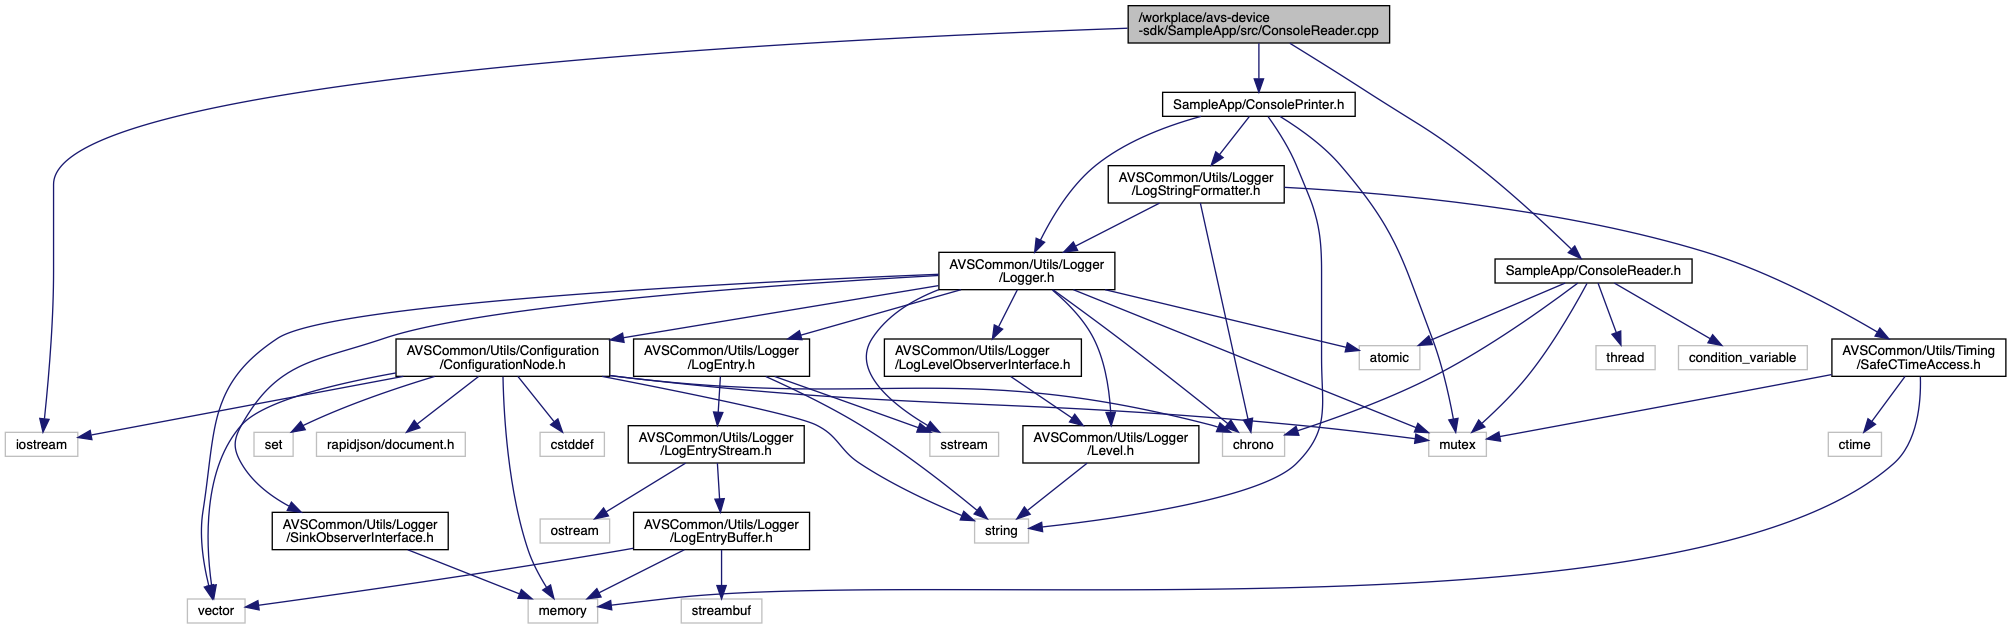 /workplace/avs-device
-sdk/SampleApp/src/ConsoleReader.cpp
SampleApp/ConsolePrinter.h
AVSCommon/Utils/Logger
/LogStringFormatter.h
AVSCommon/Utils/Logger
/Logger.h
SampleApp/ConsoleReader.h
AVSCommon/Utils/Configuration
/ConfigurationNode.h
AVSCommon/Utils/Logger
/LogEntry.h
AVSCommon/Utils/Logger
/LogLevelObserverInterface.h
atomic
thread
condition_variable
AVSCommon/Utils/Timing
/SafeCTimeAccess.h
iostream
set
rapidjson/document.h
cstddef
AVSCommon/Utils/Logger
/LogEntryStream.h
sstream
AVSCommon/Utils/Logger
/Level.h
chrono
mutex
ctime
AVSCommon/Utils/Logger
/SinkObserverInterface.h
ostream
AVSCommon/Utils/Logger
/LogEntryBuffer.h
string
vector
memory
streambuf